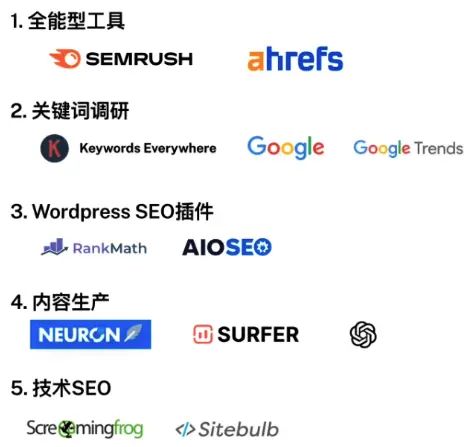 1. 全能型工具
SEMRUSH ahrefs
2. 关键词调研
K Keywords Everywhere Google Google Trends
3. Wordpress SEO插件
RankMath AIOSEO
4. 内容生产
NEURON SURFER
5. 技术SEO
Screamingfrog Sitebulb